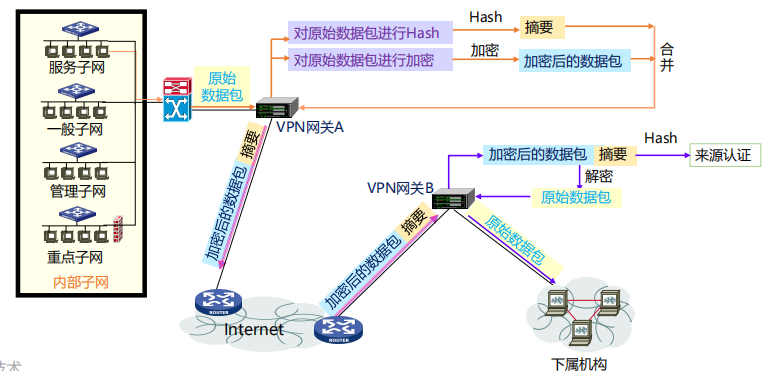 服务子网
一般子网
管理子网
重点子网
内部子网
原始
数据包
对原始数据包进行Hash
Hash
摘要
对原始数据包进行加密
加密
加密后的数据包
合
并
VPN网关A
加密后的数据包 摘要
ROUTER
Internet
ROUTER
加密后的数据包 摘要
VPN网关B
加密后的数据包 摘要
Hash
来源认证
解密
原始数据包
原始数据包
下属机构
技术